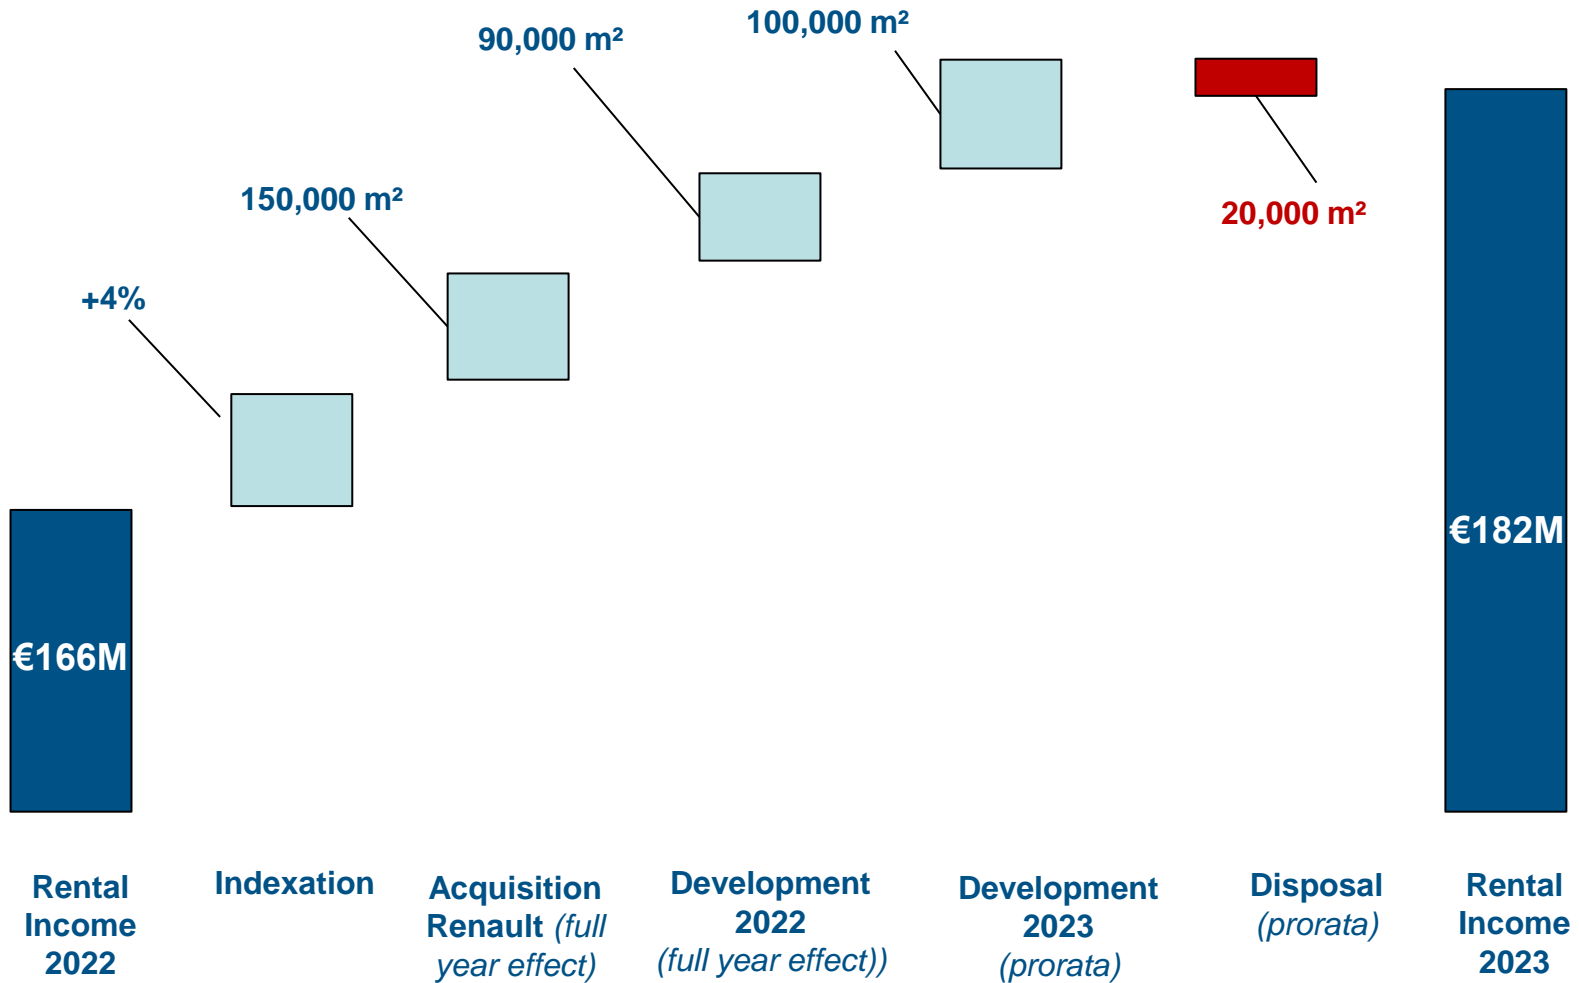 100,000 m²
90,000 m²
150,000 m²
20,000 m²
+4%
€182M
€166M
Rental
Income
2022
Indexation
Acquisition
Renault (full
year effect)
Development
2022
(full year effect))
Development
2023
(prorata)
Disposal
(prorata)
Rental
Income
2023